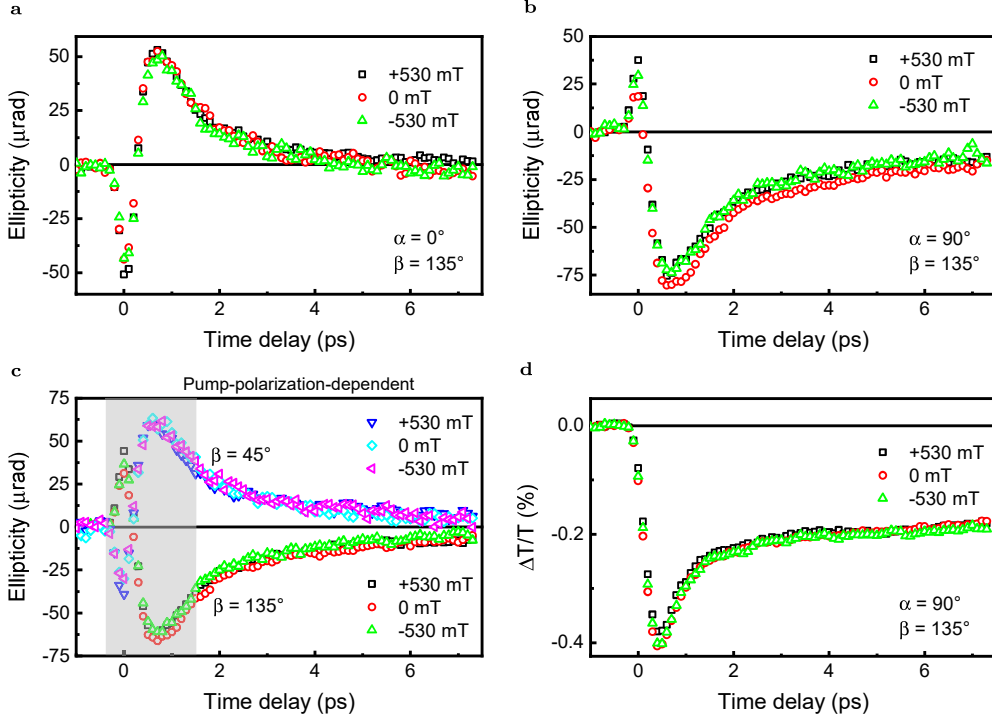 a
50
25
0
-25
-50
Ellipticity (μrad)
+530 mT
0 mT
-530 mT
α = 0°
β = 135°
0 2 4 6
Time delay (ps)
b
50
25
0
-25
-50
-75
Ellipticity (μrad)
+530 mT
0 mT
-530 mT
α = 90°
β = 135°
0 2 4 6
Time delay (ps)
c
Pump-polarization-dependent
75
50
25
0
-25
-50
-75
Ellipticity (μrad)
+530 mT
0 mT
-530 mT
β = 45°
β = 135°
+530 mT
0 mT
-530 mT
0 2 4 6
Time delay (ps)
d
0.0
-0.2
-0.4
ΔT/T (%)
+530 mT
0 mT
-530 mT
α = 90°
β = 135°
0 2 4 6
Time delay (ps)